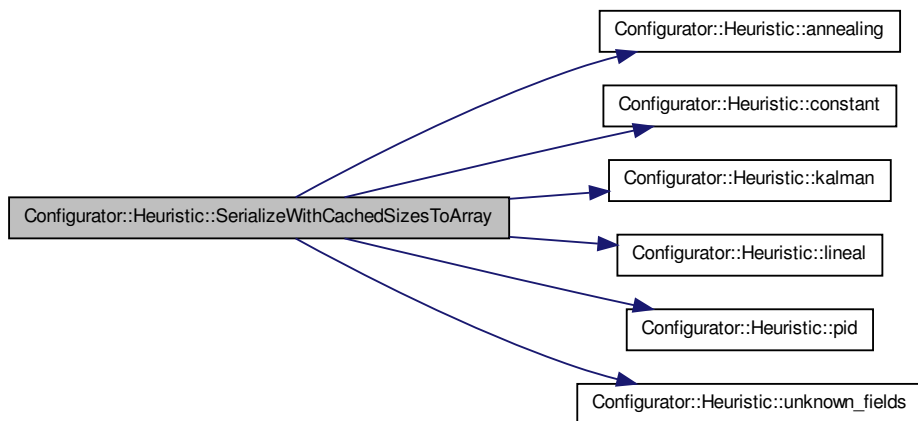 Configurator::Heuristic::annealing
Configurator::Heuristic::constant
Configurator::Heuristic::kalman
Configurator::Heuristic::SerializeWithCachedSizesToArray
Configurator::Heuristic::lineal
Configurator::Heuristic::pid
Configurator::Heuristic::unknown_fields